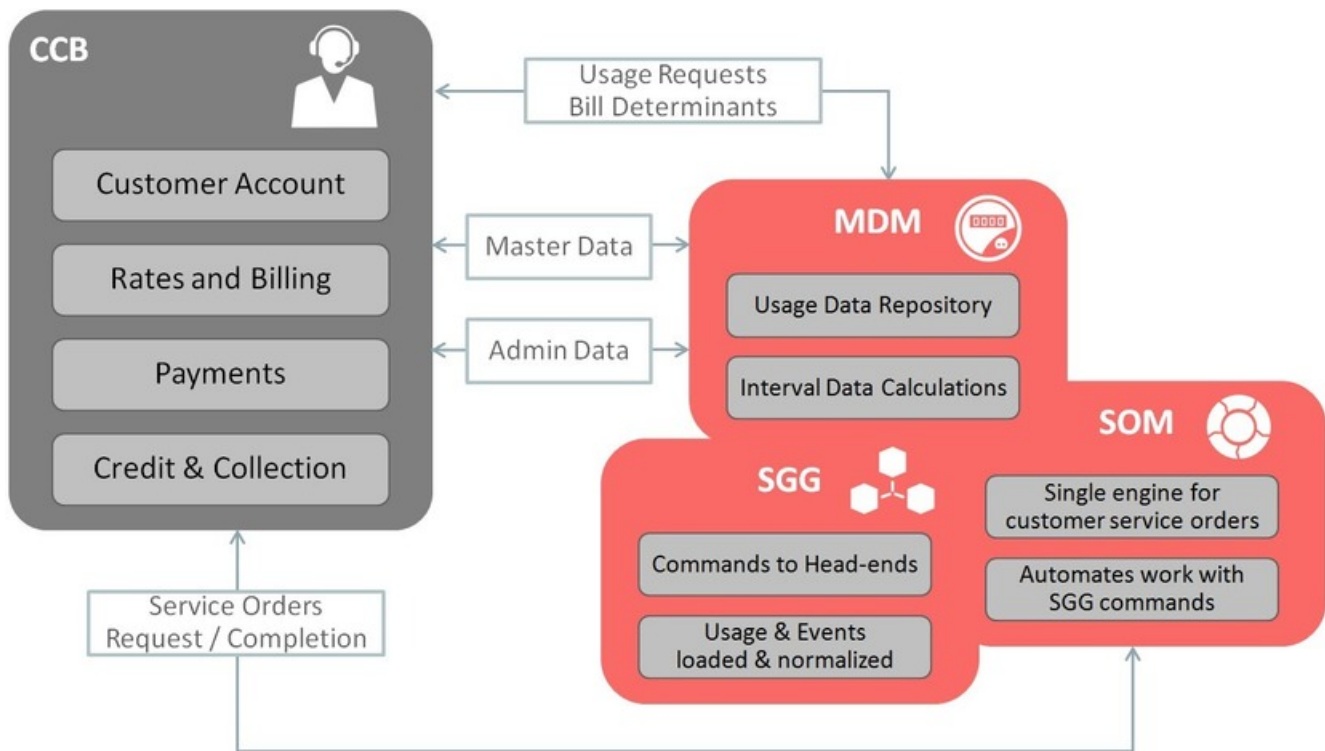 CCB
Customer Account
Rates and Billing
Payments
Credit & Collection
Usage Requests
Bill Determinants
Master Data
Admin Data
Service Orders
Request / Completion
MDM
0000
Usage Data Repository
Interval Data Calculations
SGG
Commands to Head-ends
Usage & Events
loaded & normalized
SOM
Single engine for
customer service orders
Automates work with
SGG commands